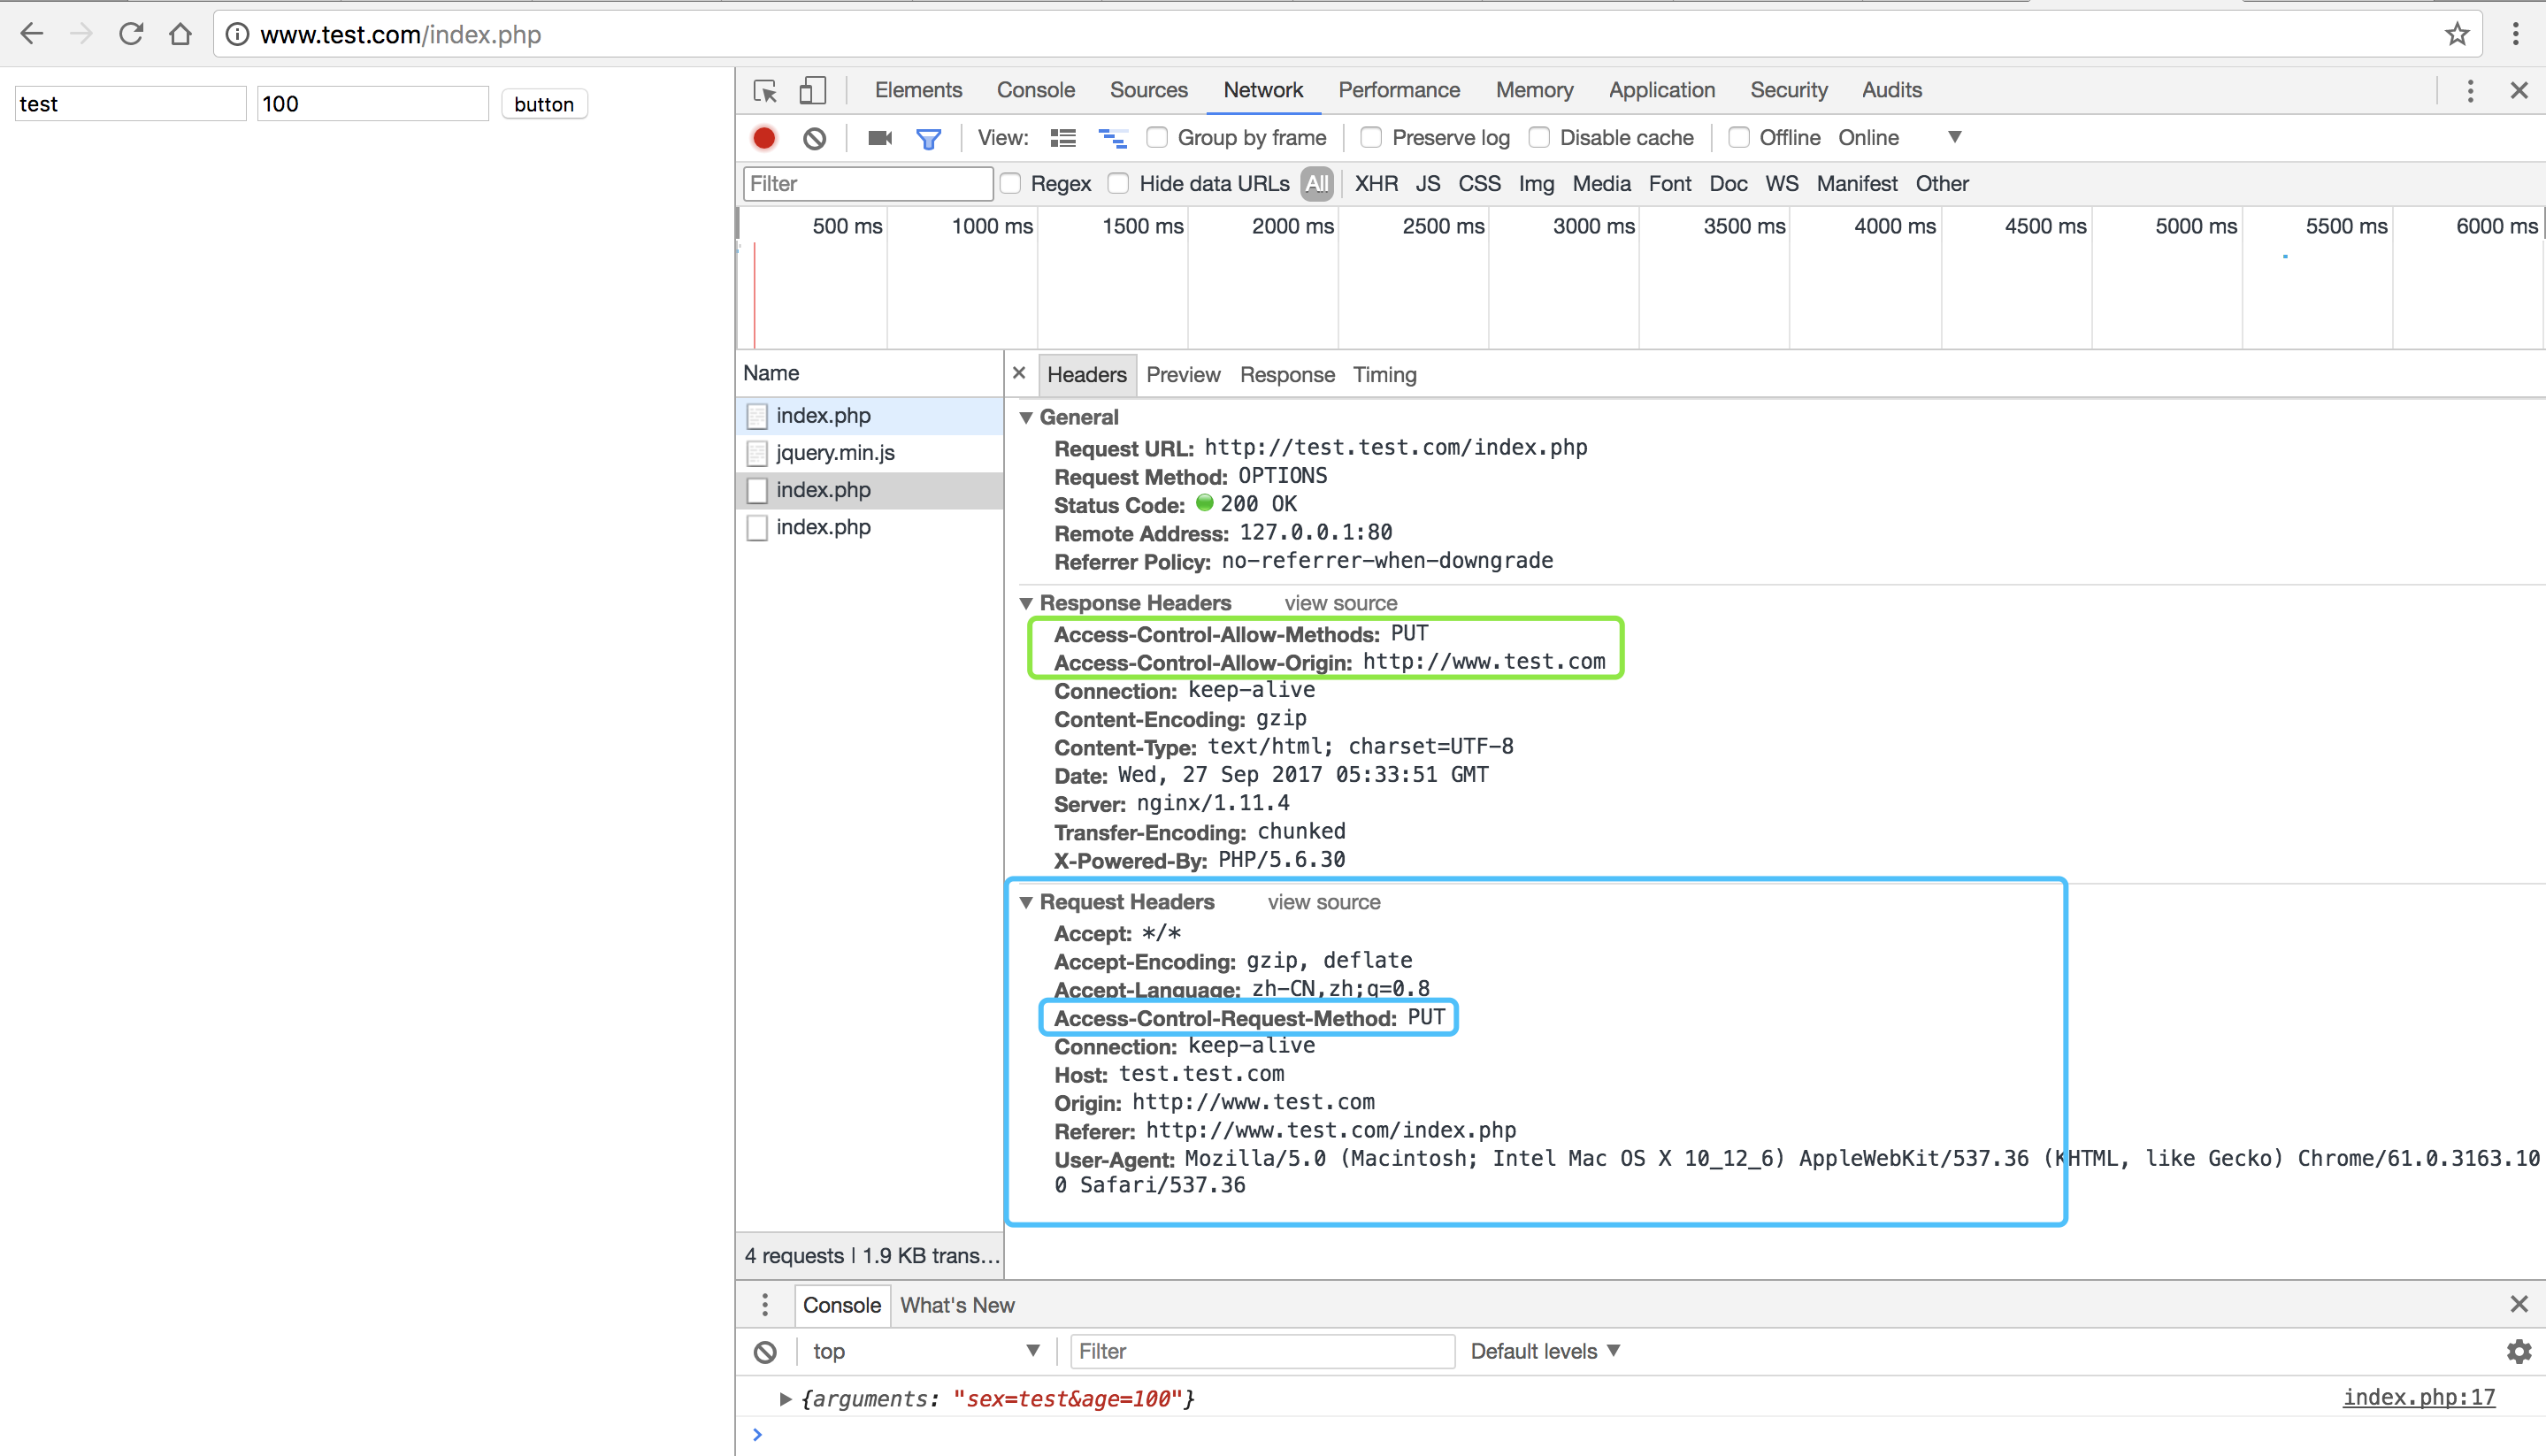 www.test.com/index.php
test 100 button
Elements Console Sources Network Performance Memory Application Security Audits
View: Group by frame Preserve log Disable cache Offline Online
Filter Regex Hide data URLs All XHR JS CSS Img Media Font Doc WS Manifest Other
500 ms 1000 ms 1500 ms 2000 ms 2500 ms 3000 ms 3500 ms 4000 ms 4500 ms 5000 ms 5500 ms 6000 ms
Name
index.php
jquery.min.js
index.php
index.php
4 requests | 1.9 KB trans...
× Headers Preview Response Timing
▼ General
Request URL: http://test.test.com/index.php
Request Method: OPTIONS
Status Code: 200 OK
Remote Address: 127.0.0.1:80
Referrer Policy: no-referrer-when-downgrade
▼ Response Headers view source
Access-Control-Allow-Methods: PUT
Access-Control-Allow-Origin: http://www.test.com
Connection: keep-alive
Content-Encoding: gzip
Content-Type: text/html; charset=UTF-8
Date: Wed, 27 Sep 2017 05:33:51 GMT
Server: nginx/1.11.4
Transfer-Encoding: chunked
X-Powered-By: PHP/5.6.30
▼ Request Headers view source
Accept: */*
Accept-Encoding: gzip, deflate
Accept-Language: zh-CN,zh;q=0.8
Access-Control-Request-Method: PUT
Connection: keep-alive
Host: test.test.com
Origin: http://www.test.com
Referer: http://www.test.com/index.php
User-Agent: Mozilla/5.0 (Macintosh; Intel Mac OS X 10_12_6) AppleWebKit/537.36 (KHTML, like Gecko) Chrome/61.0.3163.10
0 Safari/537.36
Console What's New
top Filter Default levels
{arguments: "sex=test&age=100"} index.php:17